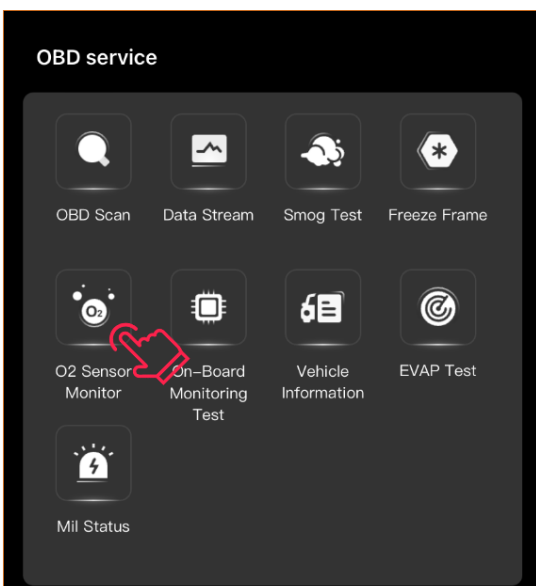 OBD service
OBD Scan
Data Stream
Smog Test
Freeze Frame
O2
O2 Sensor
Monitor
On-Board
Monitoring
Test
Vehicle
Information
EVAP Test
Mil Status